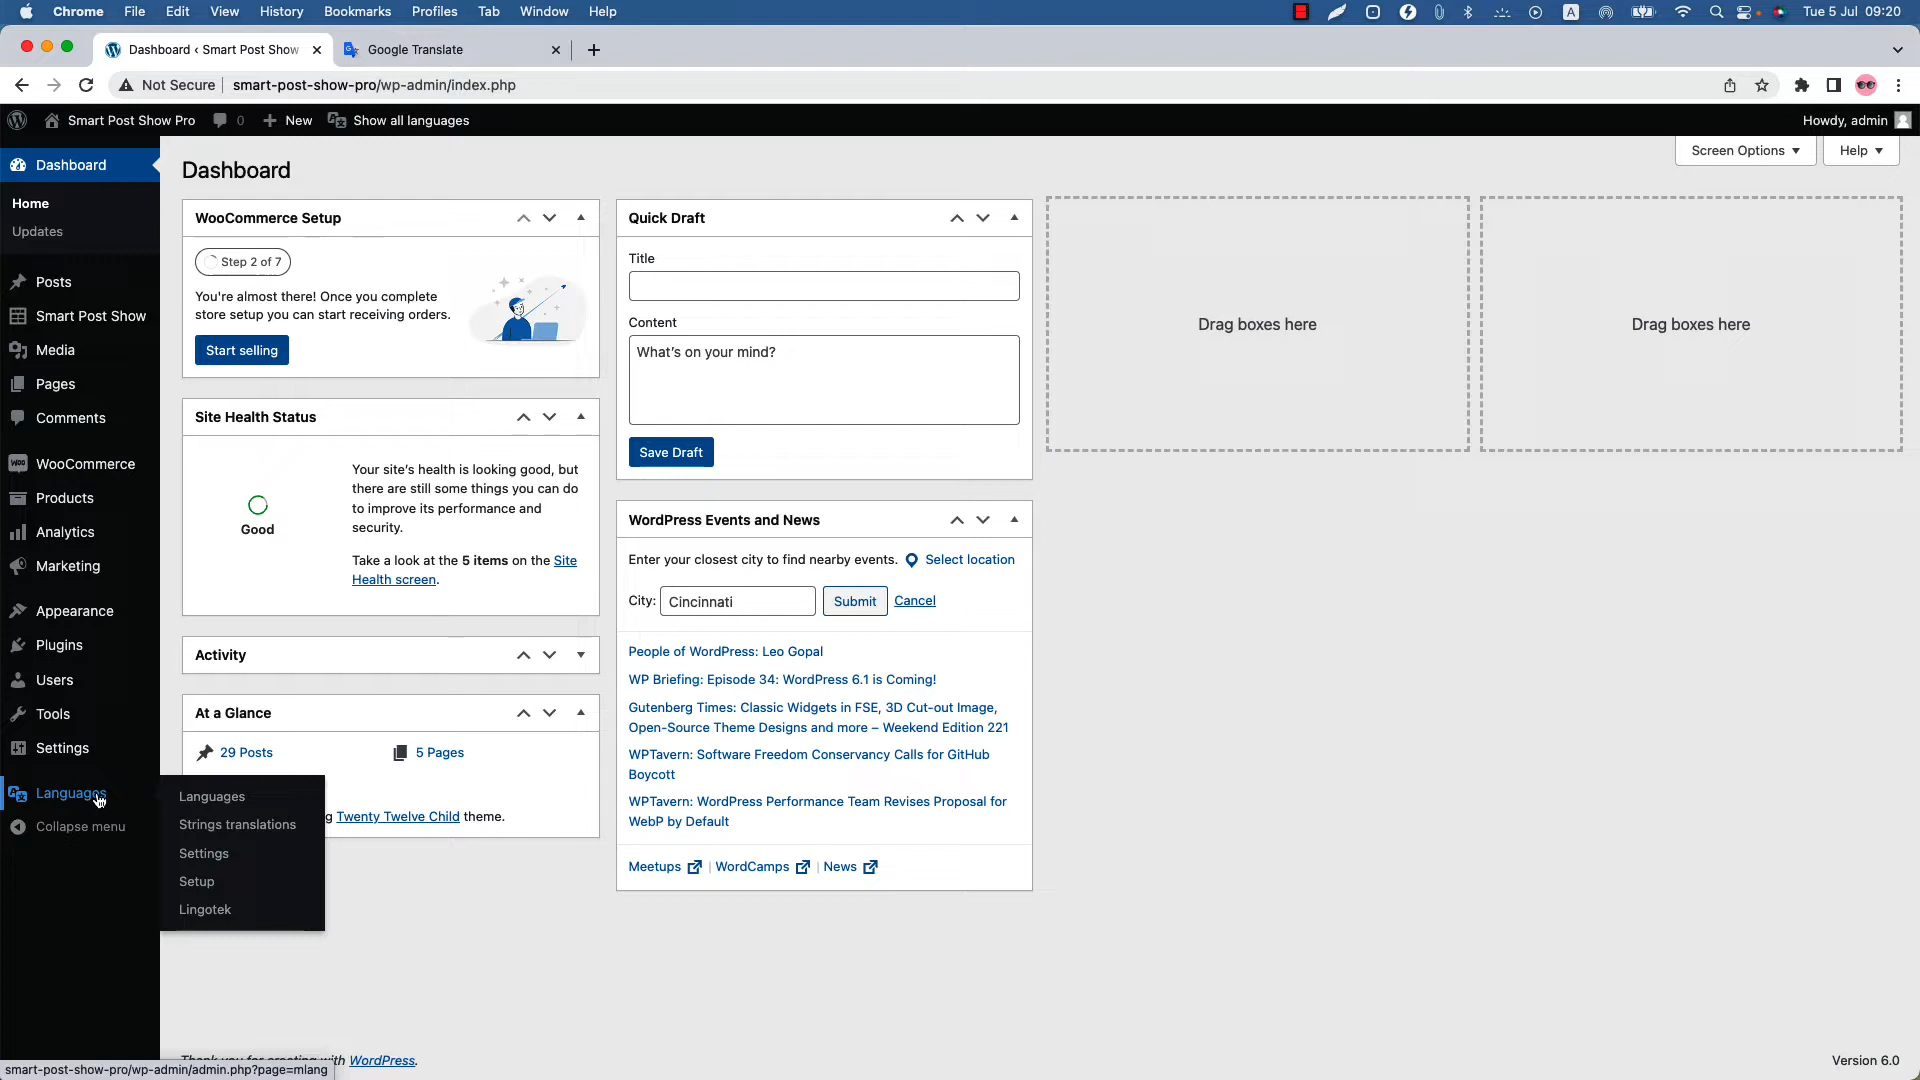 Chrome File Edit View History Bookmarks Profiles Tab Window Help A Tue 5 Jul 09:20
Dashboard ‹ Smart Post Show Google Translate
Not Secure smart-post-show-pro/wp-admin/index.php
Smart Post Show Pro 0 New Show all languages Howdy, admin
Screen Options Help
Dashboard
Home
Updates
Posts
Smart Post Show
Media
Pages
Comments
WooCommerce
Products
Analytics
Marketing
Appearance
Plugins
Users
Tools
Settings
Languages
Collapse menu
Languages
Strings translations
Settings
Setup
Lingotek
Dashboard
WooCommerce Setup
Step 2 of 7
You're almost there! Once you complete
store setup you can start receiving orders.
Start selling
Site Health Status
Good
Your site's health is looking good, but
there are still some things you can do
to improve its performance and
security.
Take a look at the 5 items on the Site
Health screen.
Activity
At a Glance
29 Posts 5 Pages
g Twenty Twelve Child theme.
Quick Draft
Title
Content
What's on your mind?
Save Draft
WordPress Events and News
Enter your closest city to find nearby events. Select location
City: Cincinnati Submit Cancel
People of WordPress: Leo Gopal
WP Briefing: Episode 34: WordPress 6.1 is Coming!
Gutenberg Times: Classic Widgets in FSE, 3D Cut-out Image,
Open-Source Theme Designs and more – Weekend Edition 221
WPTavern: Software Freedom Conservancy Calls for GitHub
Boycott
WPTavern: WordPress Performance Team Revises Proposal for
WebP by Default
Meetups | WordCamps | News
Drag boxes here
Drag boxes here
Thank you for creating with WordPress.
Version 6.0
smart-post-show-pro/wp-admin/admin.php?page=mlang